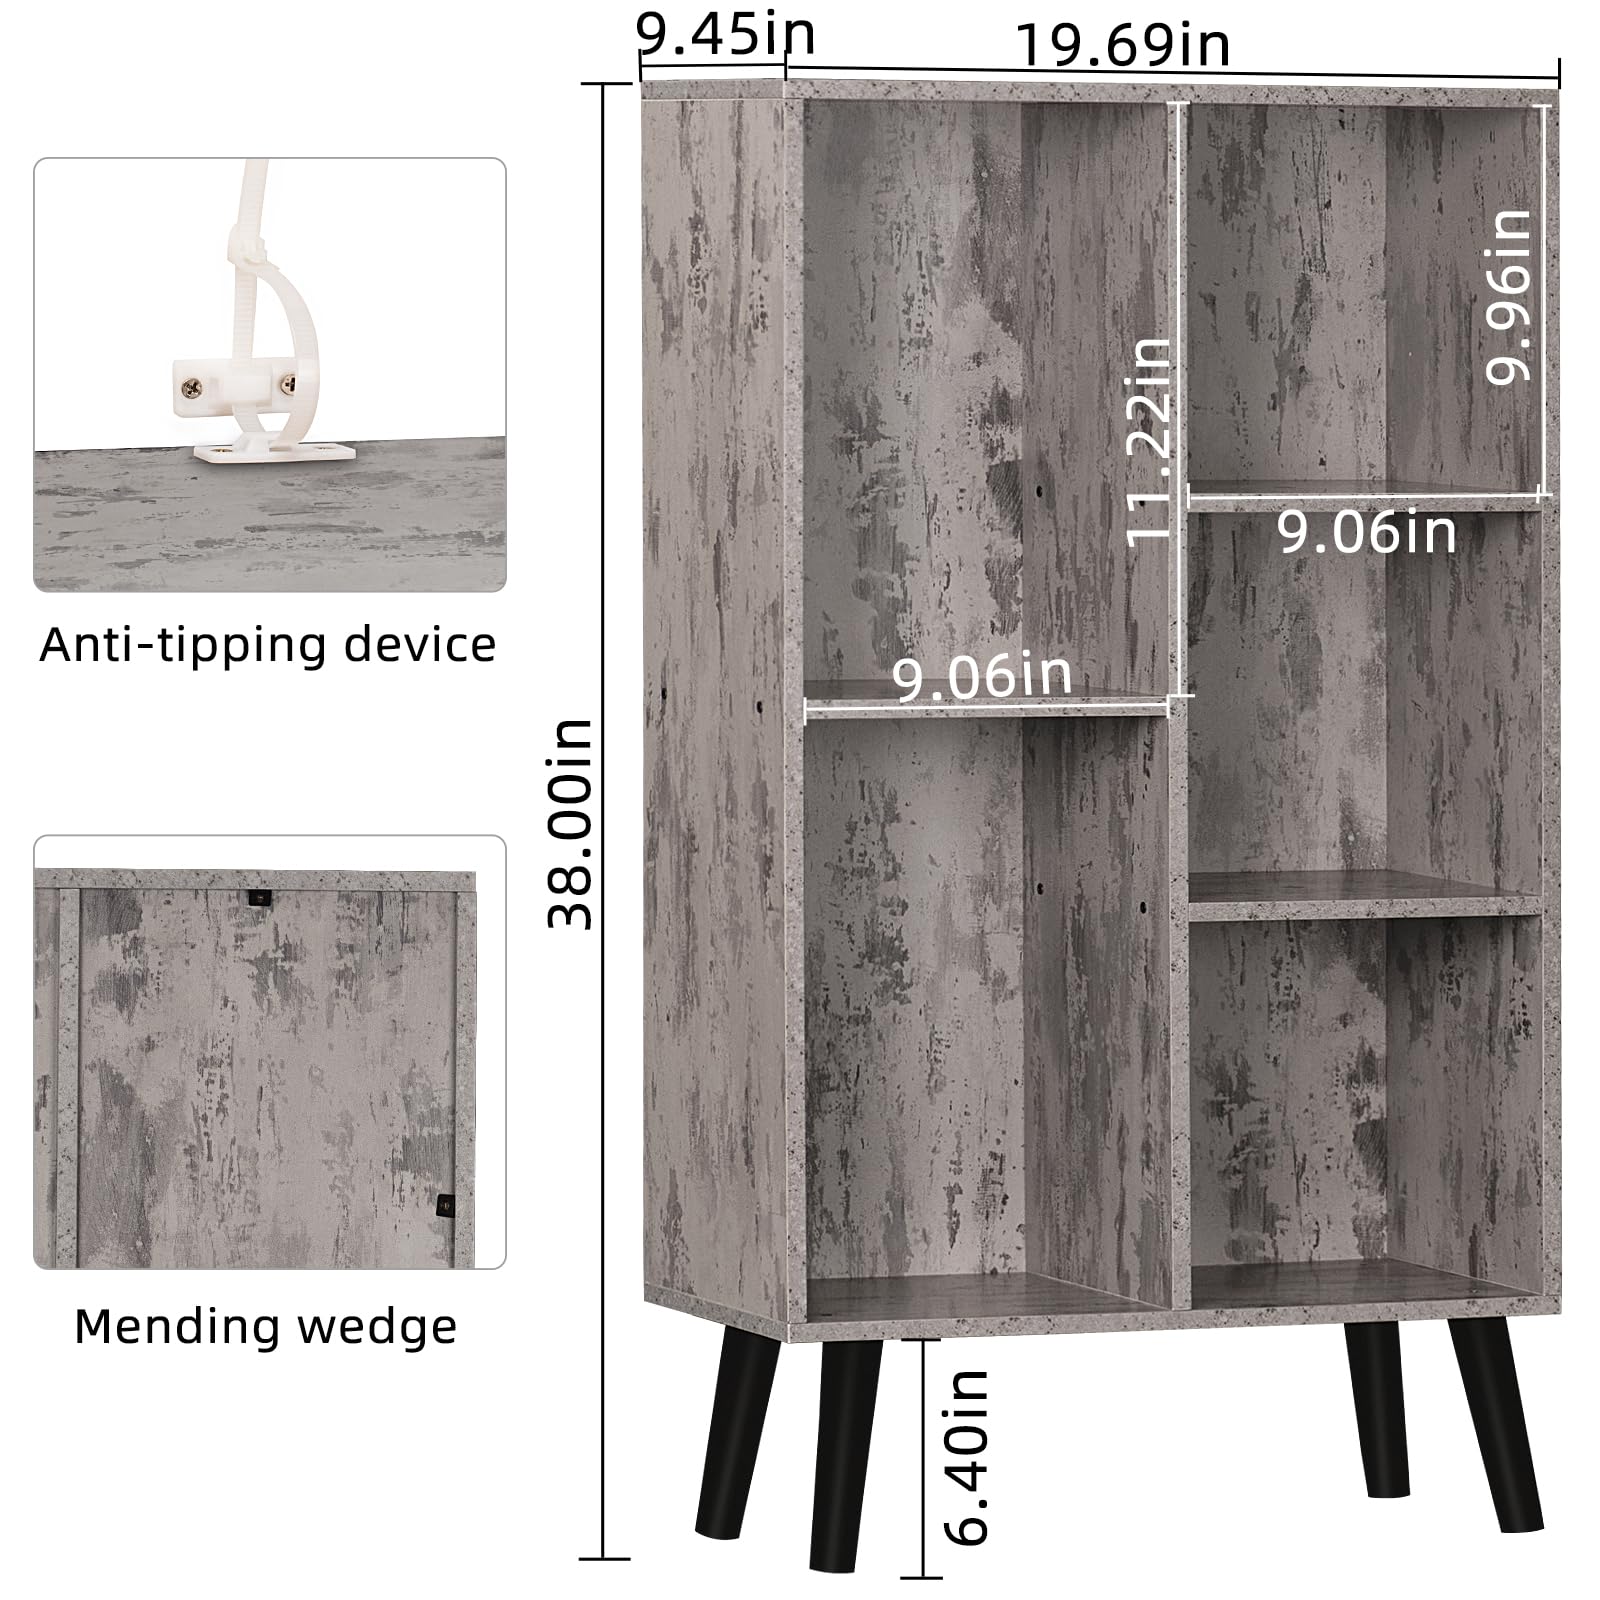 9.45in
19.69in
9.96in
11.22in
9.06in
9.06in
38.00in
6.40in
Anti-tipping device
Mending wedge